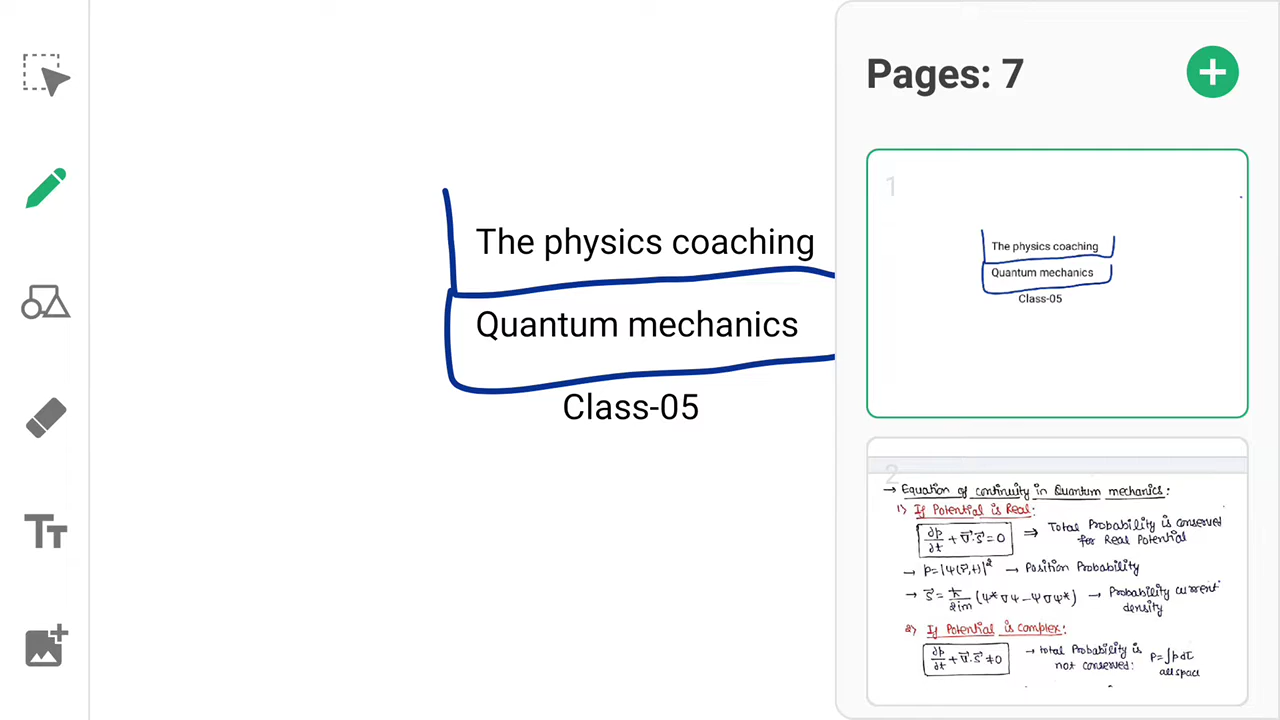 The physics coaching
Quantum mechanics
Class-05
Pages: 7
1
The physics coaching
Quantum mechanics
Class-05
2
→ Equation of continuity in Quantum mechanics:
1) If Potential is Real:
∂ρ/∂t + ∇⃗·S⃗ = 0 ⇒ Total Probability is conserved
for Real Potential
→ ρ = |Ψ(r⃗,t)|² → Position Probability
→ S⃗ = ħ/2im (Ψ* ∇Ψ − Ψ∇Ψ*) → Probability current
density
2) If Potential is complex:
∂ρ/∂t + ∇⃗·S⃗ ≠ 0 → total Probability is
not conserved: P = ∫ρ dτ
all space